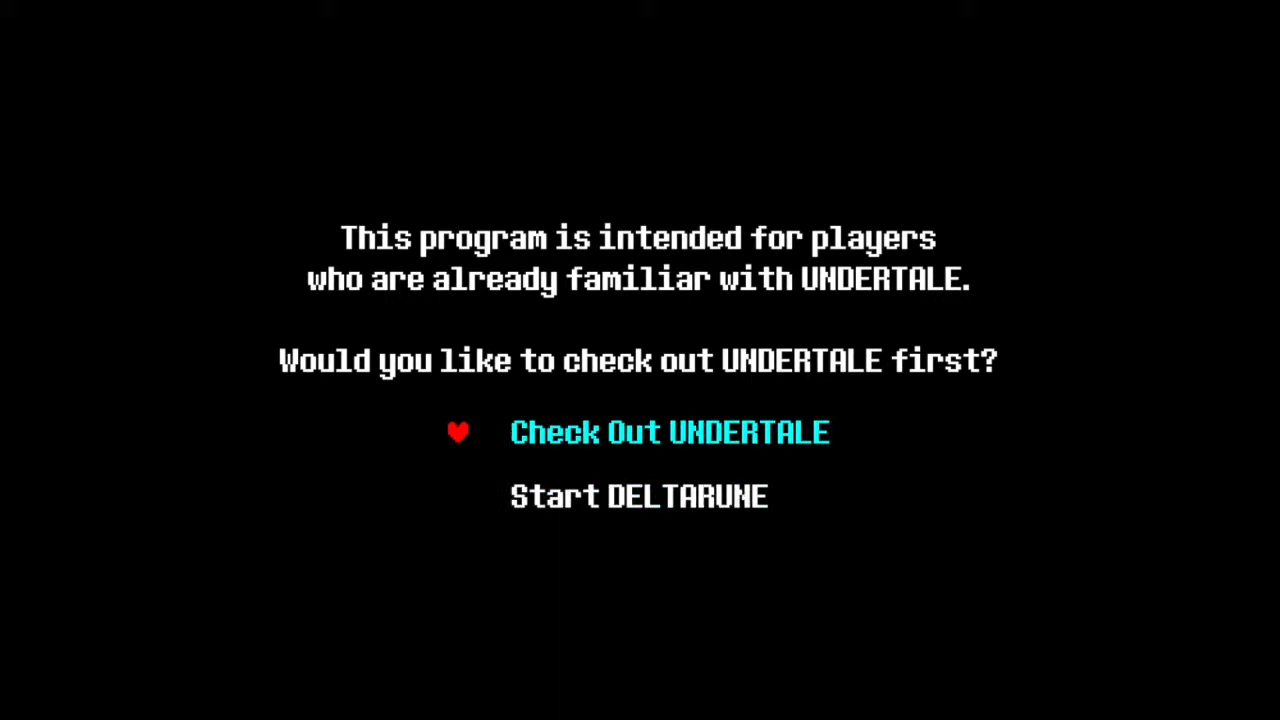 This program is intended for players
who are already familiar with UNDERTALE.
Would you like to check out UNDERTALE first?
Check Out UNDERTALE
Start DELTARUNE